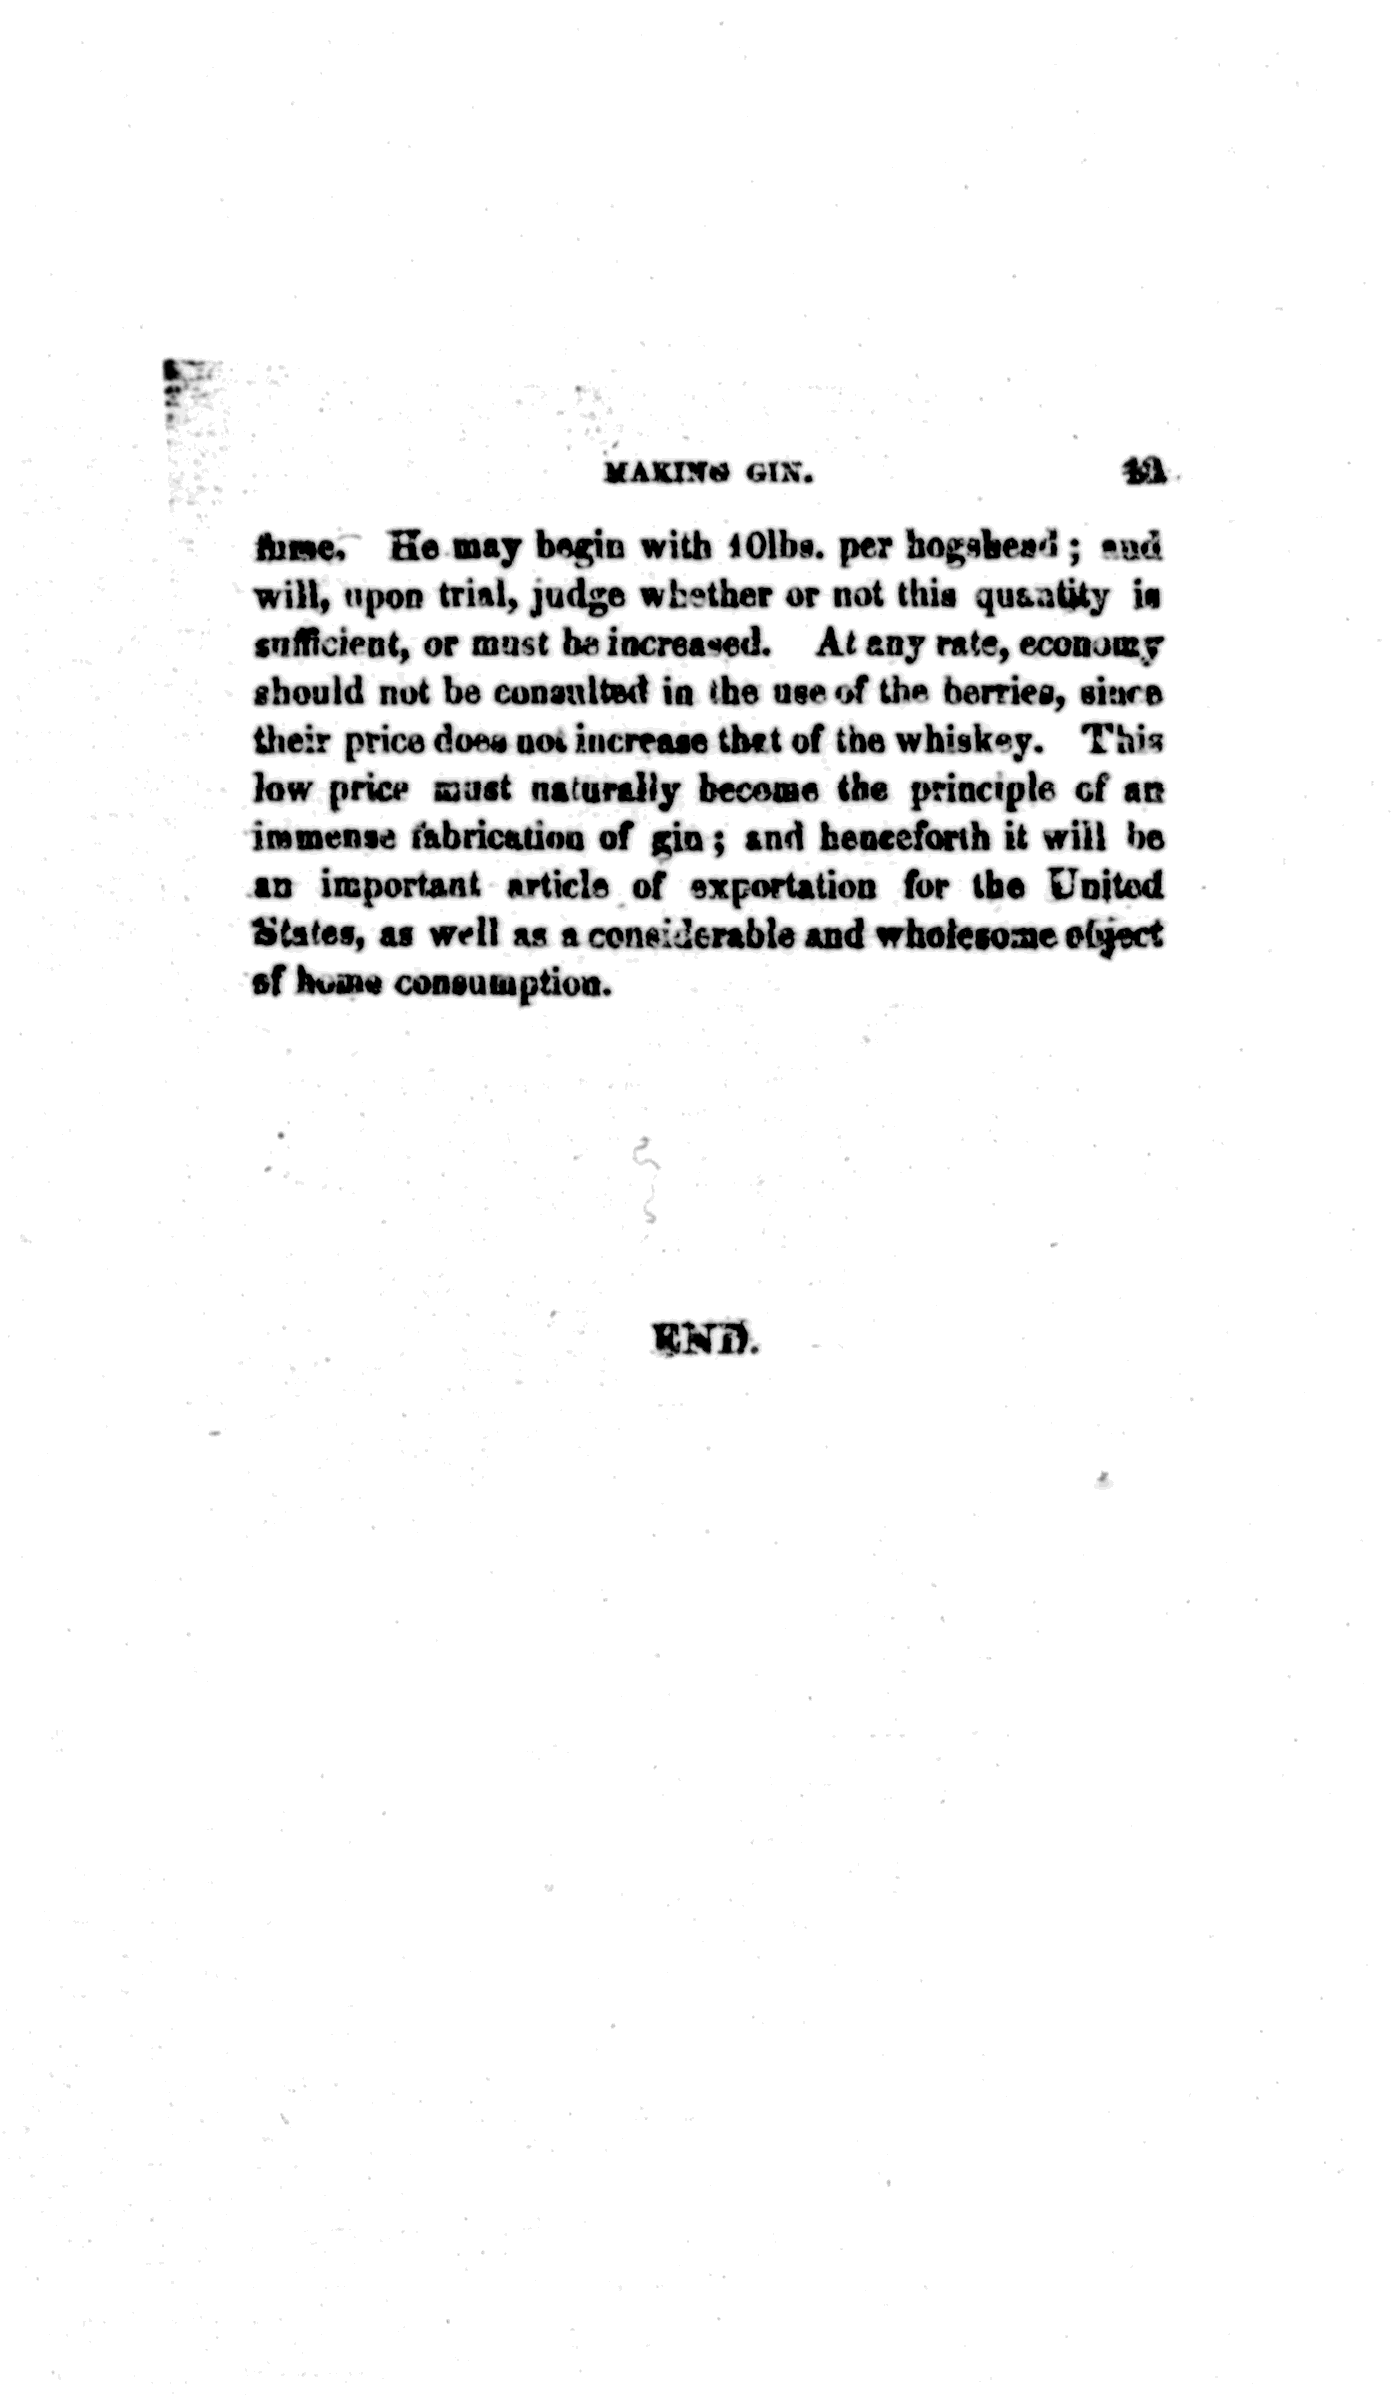 MAKING GIN.
fume. He may begin with 10lbs. per hogshead; and
will, upon trial, judge whether or not this quantity is
sufficient, or must be increased. At any rate, economy
should not be consulted in the use of the berries, since
their price does not increase that of the whiskey. This
low price must naturally become the principle of an
immense fabrication of gin; and henceforth it will be
an important article of exportation for the United
States, as well as a considerable and wholesome object
of home consumption.
END.